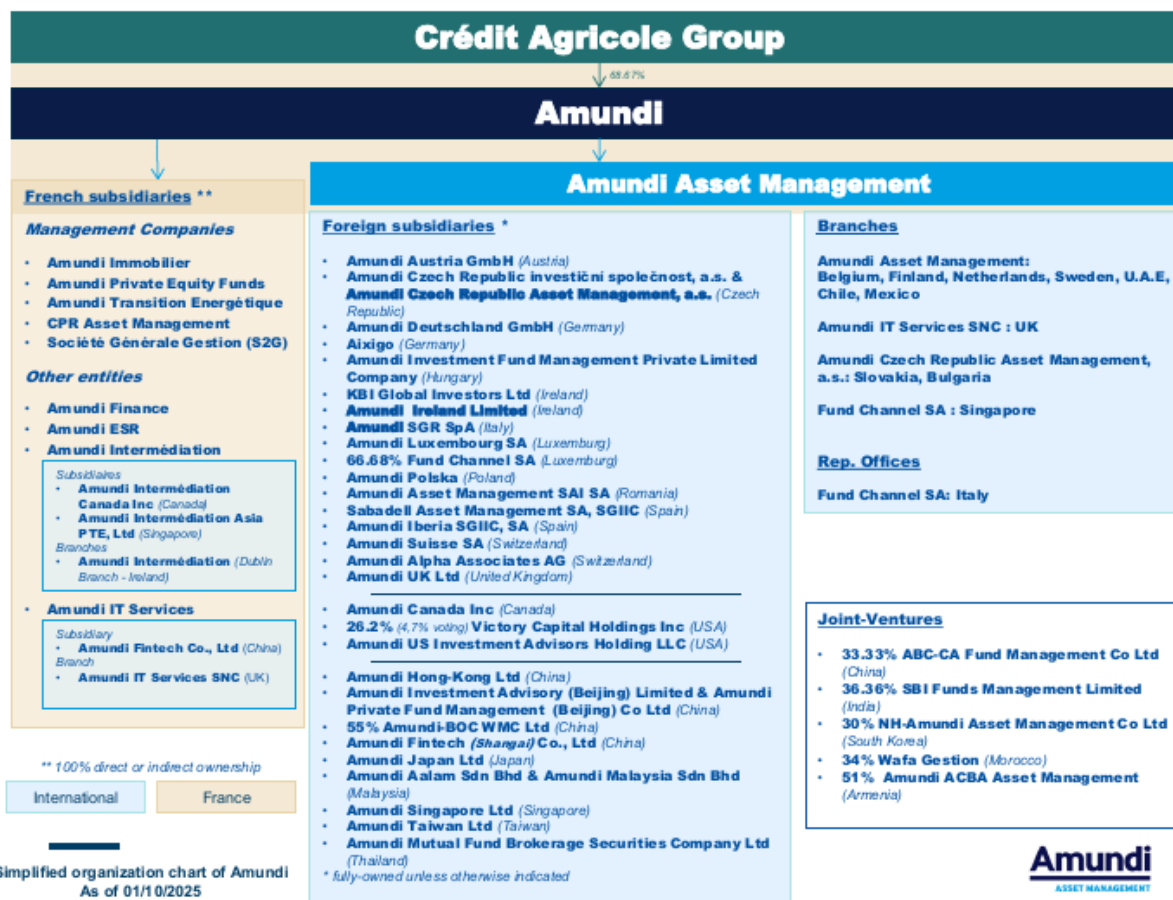 Crédit Agricole Group
68.67%
Amundi
French subsidiaries **
Management Companies
• Amundi Immobilier
• Amundi Private Equity Funds
• Amundi Transition Energétique
• CPR Asset Management
• Société Générale Gestion (S2G)
Other entities
• Amundi Finance
• Amundi ESR
• Amundi Intermédiation
Subsidiaires
• Amundi Intermédiation
Canada Inc (Canada)
• Amundi Intermédiation Asia
PTE, Ltd (Singapore)
Branches
• Amundi Intermédiation (Dublin
Branch - Ireland)
• Amundi IT Services
Subsidiary
• Amundi Fintech Co., Ltd (China)
Branch
• Amundi IT Services SNC (UK)
** 100% direct or indirect ownership
International
France
Simplified organization chart of Amundi
As of 01/10/2025
Amundi Asset Management
Foreign subsidiaries *
• Amundi Austria GmbH (Austria)
• Amundi Czech Republic investiční společnost, a.s. &
Amundi Czech Republic Asset Management, a.s. (Czech
Republic)
• Amundi Deutschland GmbH (Germany)
• Aixigo (Germany)
• Amundi Investment Fund Management Private Limited
Company (Hungary)
• KBI Global Investors Ltd (Ireland)
• Amundi Ireland Limited (Ireland)
• Amundi SGR SpA (Italy)
• Amundi Luxembourg SA (Luxemburg)
• 66.68% Fund Channel SA (Luxemburg)
• Amundi Polska (Poland)
• Amundi Asset Management SAI SA (Romania)
• Sabadell Asset Management SA, SGIIC (Spain)
• Amundi Iberia SGIIC, SA (Spain)
• Amundi Suisse SA (Switzerland)
• Amundi Alpha Associates AG (Switzerland)
• Amundi UK Ltd (United Kingdom)
• Amundi Canada Inc (Canada)
• 26.2% (4,7% voting) Victory Capital Holdings Inc (USA)
• Amundi US Investment Advisors Holding LLC (USA)
• Amundi Hong-Kong Ltd (China)
• Amundi Investment Advisory (Beijing) Limited & Amundi
Private Fund Management (Beijing) Co Ltd (China)
• 55% Amundi-BOC WMC Ltd (China)
• Amundi Fintech (Shangai) Co., Ltd (China)
• Amundi Japan Ltd (Japan)
• Amundi Aalam Sdn Bhd & Amundi Malaysia Sdn Bhd
(Malaysia)
• Amundi Singapore Ltd (Singapore)
• Amundi Taiwan Ltd (Taiwan)
• Amundi Mutual Fund Brokerage Securities Company Ltd
(Thailand)
* fully-owned unless otherwise indicated
Branches
Amundi Asset Management:
Belgium, Finland, Netherlands, Sweden, U.A.E,
Chile, Mexico
Amundi IT Services SNC : UK
Amundi Czech Republic Asset Management,
a.s.: Slovakia, Bulgaria
Fund Channel SA : Singapore
Rep. Offices
Fund Channel SA: Italy
Joint-Ventures
• 33.33% ABC-CA Fund Management Co Ltd
(China)
• 36.36% SBI Funds Management Limited
(India)
• 30% NH-Amundi Asset Management Co Ltd
(South Korea)
• 34% Wafa Gestion (Morocco)
• 51% Amundi ACBA Asset Management
(Armenia)
Amundi
ASSET MANAGEMENT